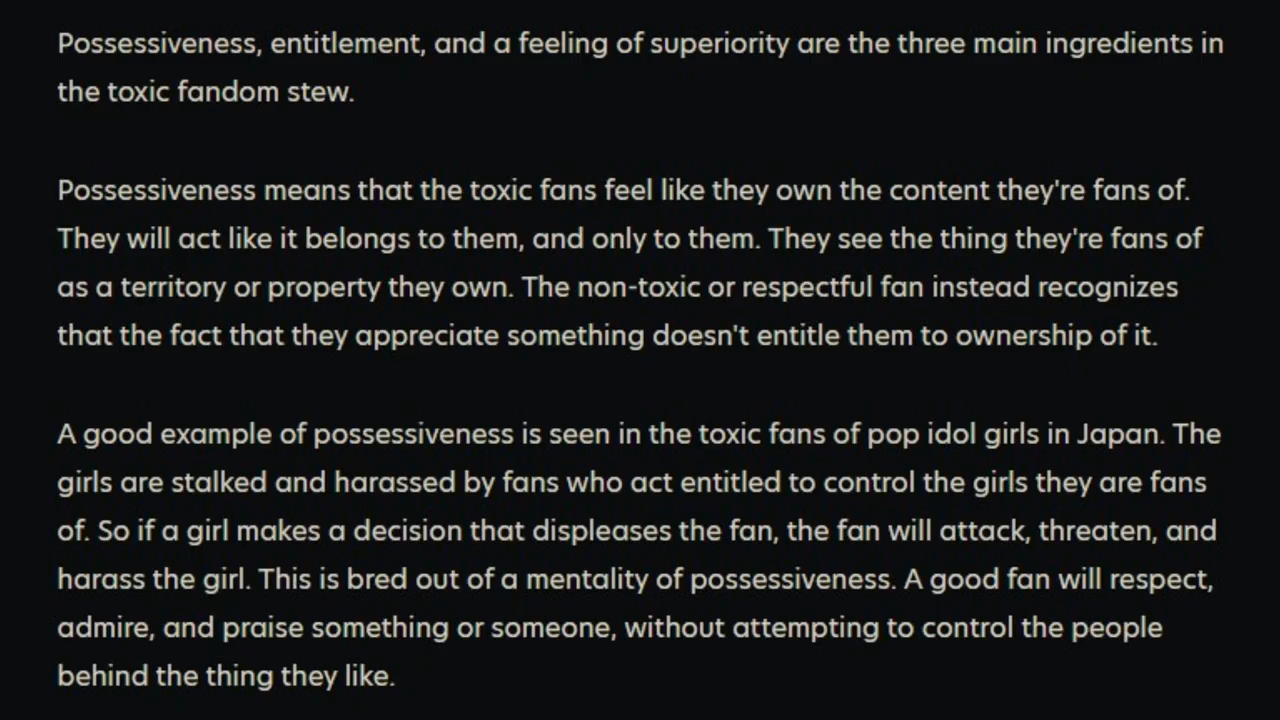 Possessiveness, entitlement, and a feeling of superiority are the three main ingredients in
the toxic fandom stew.
Possessiveness means that the toxic fans feel like they own the content they're fans of.
They will act like it belongs to them, and only to them. They see the thing they're fans of
as a territory or property they own. The non-toxic or respectful fan instead recognizes
that the fact that they appreciate something doesn't entitle them to ownership of it.
A good example of possessiveness is seen in the toxic fans of pop idol girls in Japan. The
girls are stalked and harassed by fans who act entitled to control the girls they are fans
of. So if a girl makes a decision that displeases the fan, the fan will attack, threaten, and
harass the girl. This is bred out of a mentality of possessiveness. A good fan will respect,
admire, and praise something or someone, without attempting to control the people
behind the thing they like.